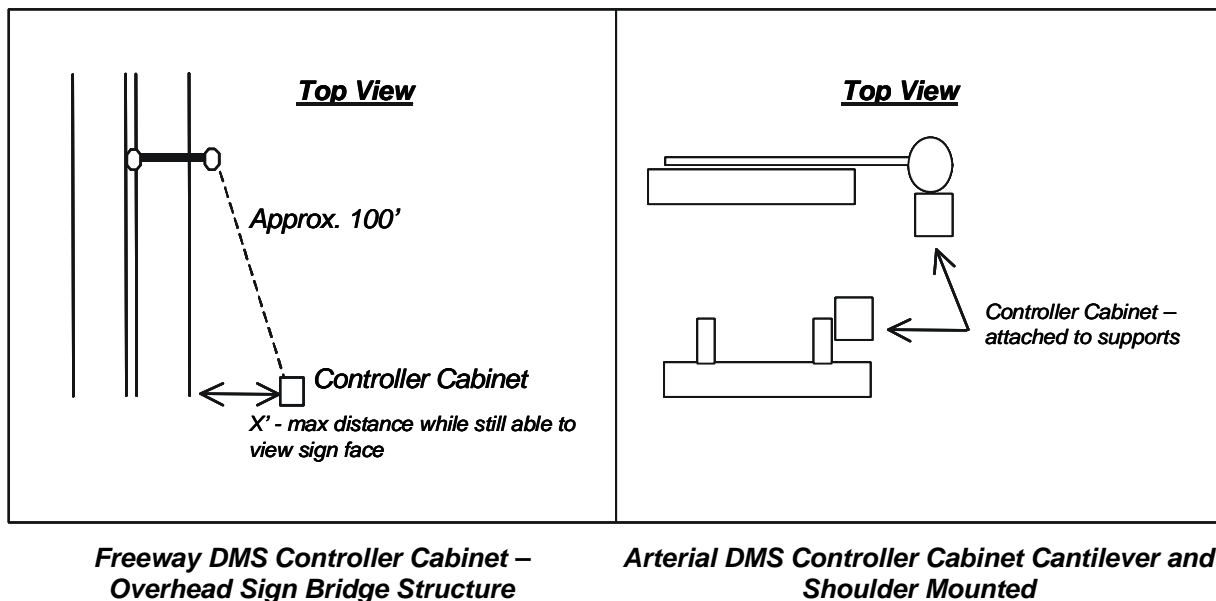 Top View
Approx. 100’
Controller Cabinet
X’ - max distance while still able to
view sign face
Top View
Controller Cabinet –
attached to supports
Freeway DMS Controller Cabinet –
Overhead Sign Bridge Structure
Arterial DMS Controller Cabinet Cantilever and
Shoulder Mounted